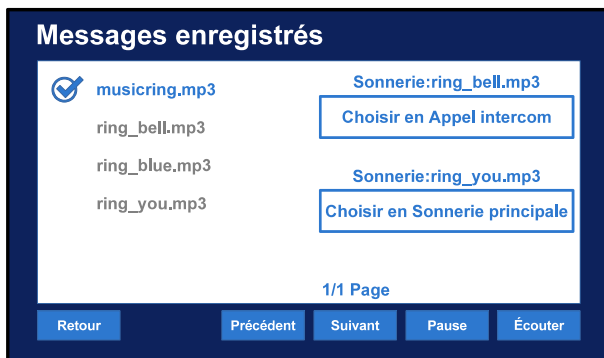 Messages enregistrés
musicring.mp3
ring_bell.mp3
ring_blue.mp3
ring_you.mp3
Sonnerie:ring_bell.mp3
Choisir en Appel intercom
Sonnerie:ring_you.mp3
Choisir en Sonnerie principale
1/1 Page
Retour
Précédent
Suivant
Pause
Écouter